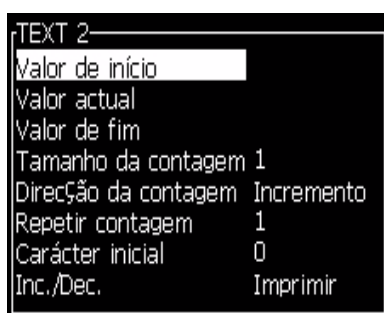 TEXT 2
Valor de início
Valor actual
Valor de fim
Tamanho da contagem 1
Direcção da contagem Incremento
Repetir contagem 1
Carácter inicial 0
Inc./Dec. Imprimir